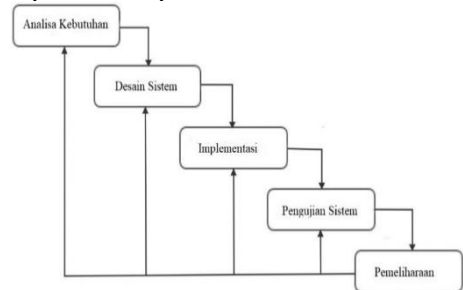 Analisa Kebutuhan
Desain Sistem
Implementasi
Pengujian Sistem
Pemeliharaan